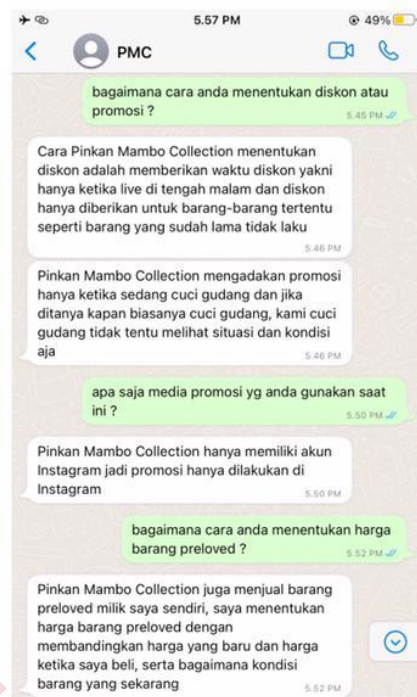 5.57 PM
49%
PMC
bagaimana cara anda menentukan diskon atau
promosi ?
5.45 PM
Cara Pinkan Mambo Collection menentukan
diskon adalah memberikan waktu diskon yakni
hanya ketika live di tengah malam dan diskon
hanya diberikan untuk barang-barang tertentu
seperti barang yang sudah lama tidak laku
5.46 PM
Pinkan Mambo Collection mengadakan promosi
hanya ketika sedang cuci gudang dan jika
ditanya kapan biasanya cuci gudang, kami cuci
gudang tidak tentu melihat situasi dan kondisi
aja
5.46 PM
apa saja media promosi yg anda gunakan saat
ini ?
5.50 PM
Pinkan Mambo Collection hanya memiliki akun
Instagram jadi promosi hanya dilakukan di
Instagram
5.50 PM
bagaimana cara anda menentukan harga
barang preloved ?
5.52 PM
Pinkan Mambo Collection juga menjual barang
preloved milik saya sendiri, saya menentukan
harga barang preloved dengan
membandingkan harga yang baru dan harga
ketika saya beli, serta bagaimana kondisi
barang yang sekarang
5.52 PM